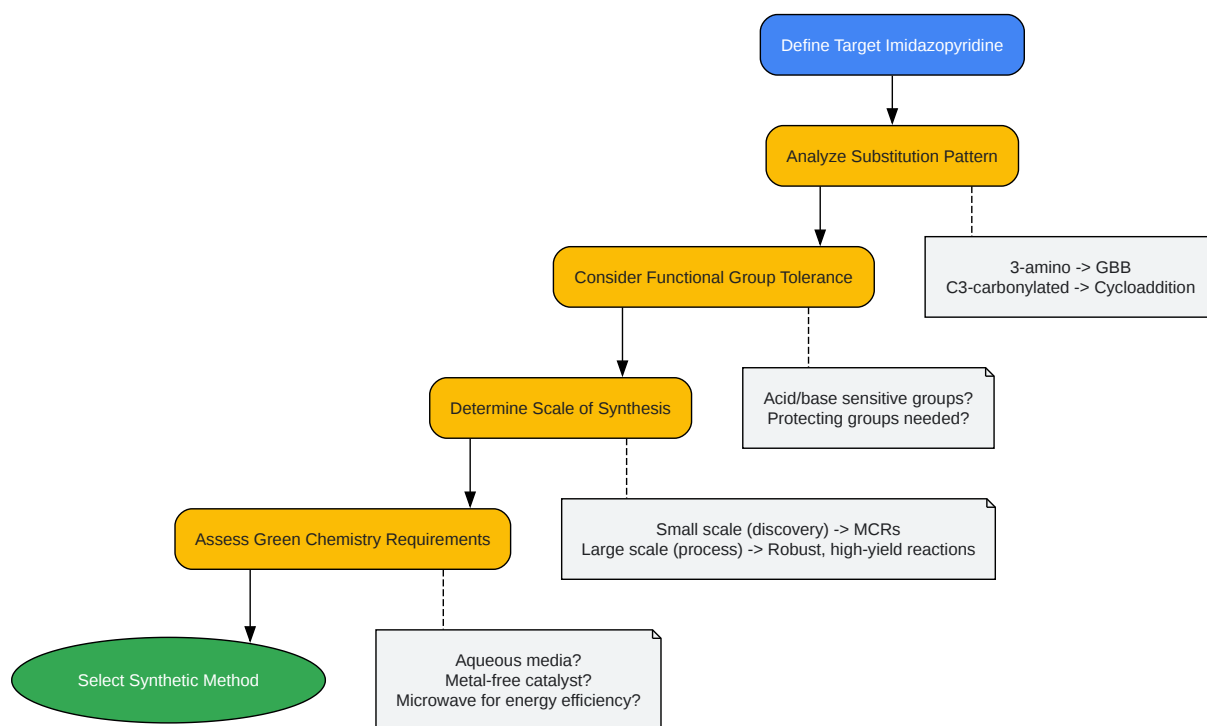 Define Target Imidazopyridine
Analyze Substitution Pattern
3-amino -> GBB
C3-carbonylated -> Cycloaddition
Consider Functional Group Tolerance
Acid/base sensitive groups?
Protecting groups needed?
Determine Scale of Synthesis
Small scale (discovery) -> MCRs
Large scale (process) -> Robust, high-yield reactions
Assess Green Chemistry Requirements
Aqueous media?
Metal-free catalyst?
Microwave for energy efficiency?
Select Synthetic Method